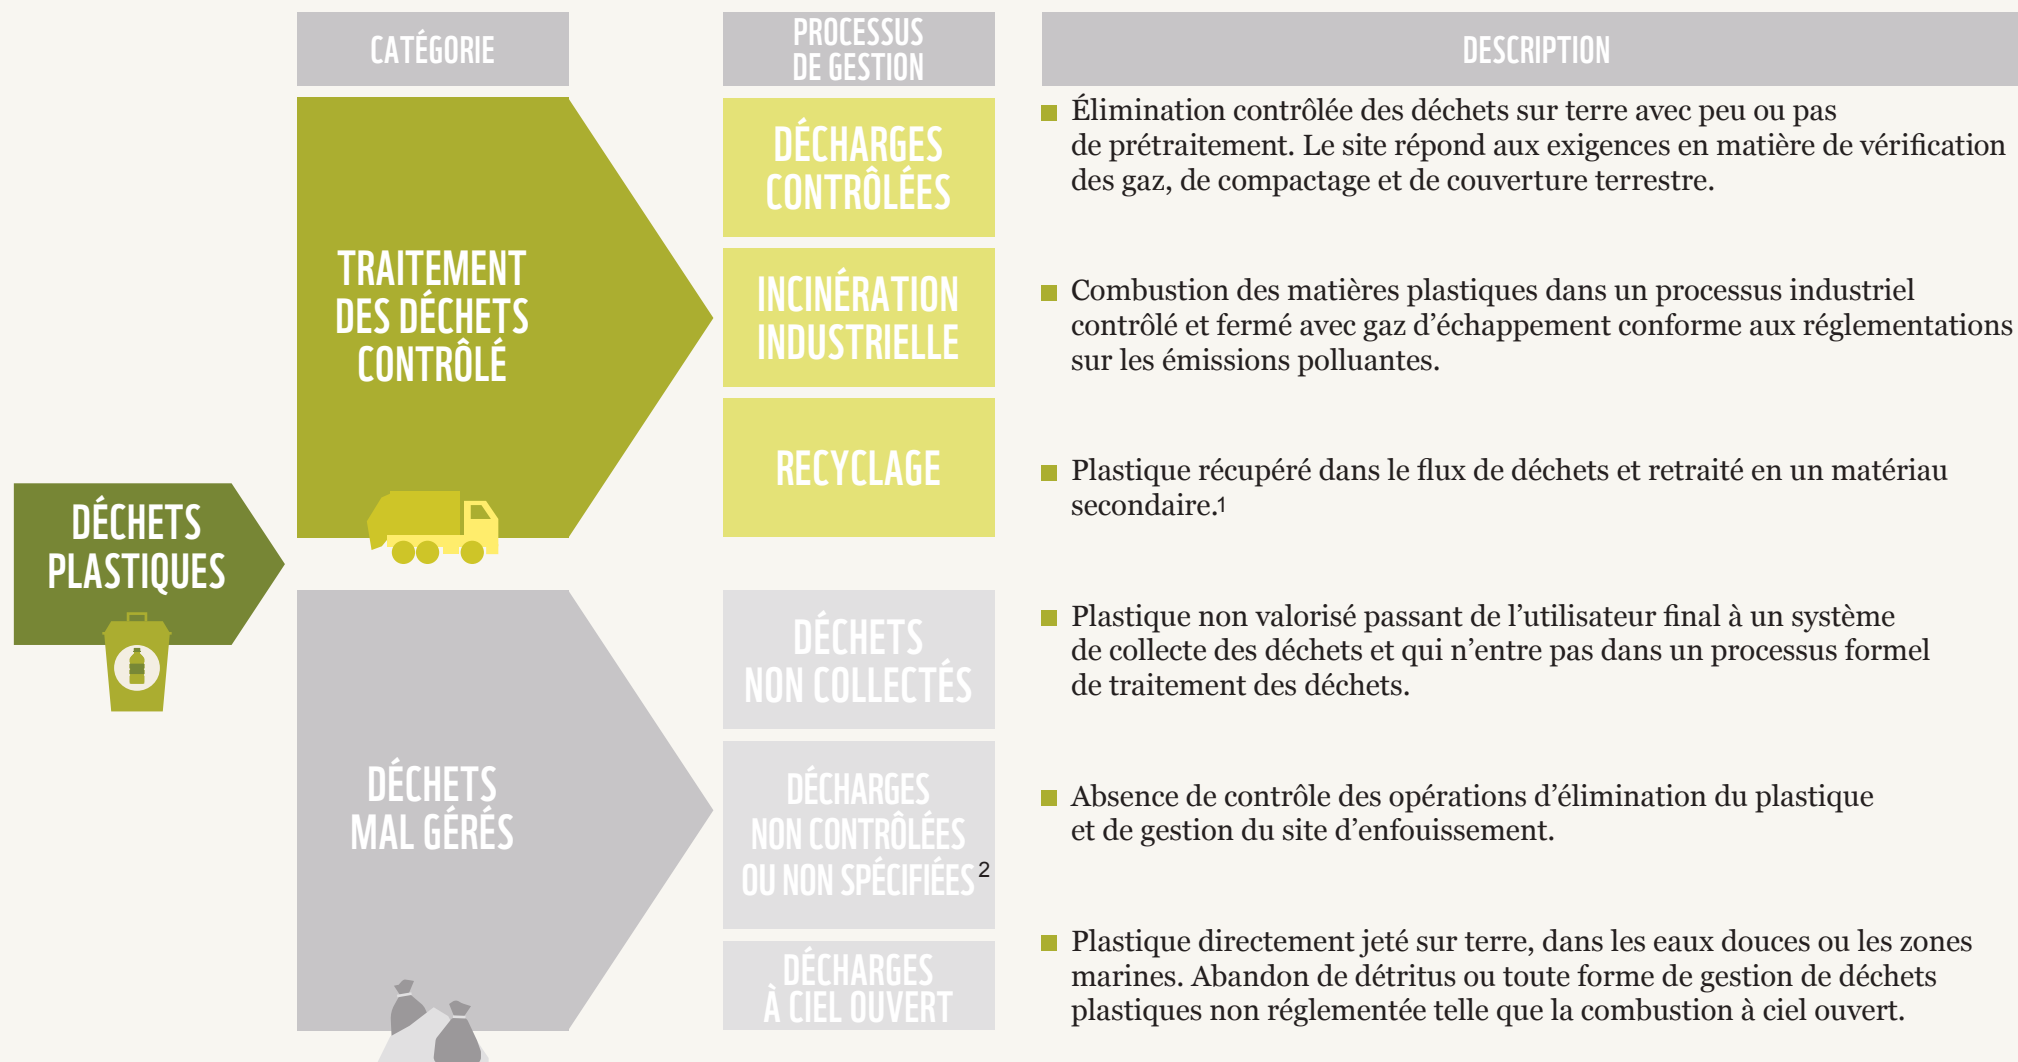 CATÉGORIE
PROCESSUS
DE GESTION
DESCRIPTION
DÉCHETS
PLASTIQUES
TRAITEMENT
DES DÉCHETS
CONTRÔLÉ
DÉCHARGES
CONTRÔLÉES
Élimination contrôlée des déchets sur terre avec peu ou pas
de prétraitement. Le site répond aux exigences en matière de vérification
des gaz, de compactage et de couverture terrestre.
INCINÉRATION
INDUSTRIELLE
Combustion des matières plastiques dans un processus industriel
contrôlé et fermé avec gaz d’échappement conforme aux réglementations
sur les émissions polluantes.
RECYCLAGE
Plastique récupéré dans le flux de déchets et retraité en un matériau
secondaire.1
DÉCHETS
MAL GÉRÉS
DÉCHETS
NON COLLECTÉS
Plastique non valorisé passant de l’utilisateur final à un système
de collecte des déchets et qui n’entre pas dans un processus formel
de traitement des déchets.
DÉCHARGES
NON CONTRÔLÉES
OU NON SPÉCIFIÉES 2
Absence de contrôle des opérations d’élimination du plastique
et de gestion du site d’enfouissement.
DÉCHARGES
À CIEL OUVERT
Plastique directement jeté sur terre, dans les eaux douces ou les zones
marines. Abandon de détritus ou toute forme de gestion de déchets
plastiques non réglementée telle que la combustion à ciel ouvert.